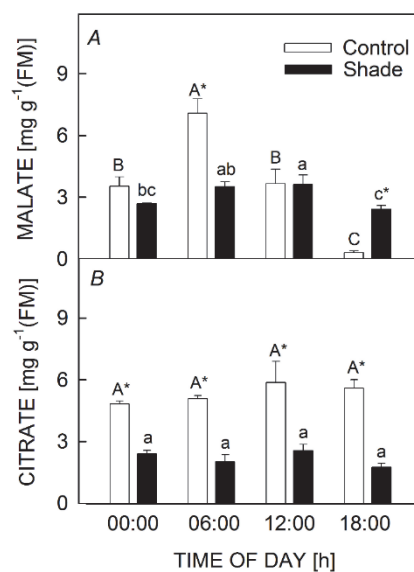 A
Control
Shade
9
6
3
0
MALATE [mg g⁻¹(FM)]
B
bc
A*
ab
B
a
C
c*
B
9
6
3
0
CITRATE [mg g⁻¹(FM)]
A*
a
A*
a
A*
a
A*
a
00:00 06:00 12:00 18:00
TIME OF DAY [h]